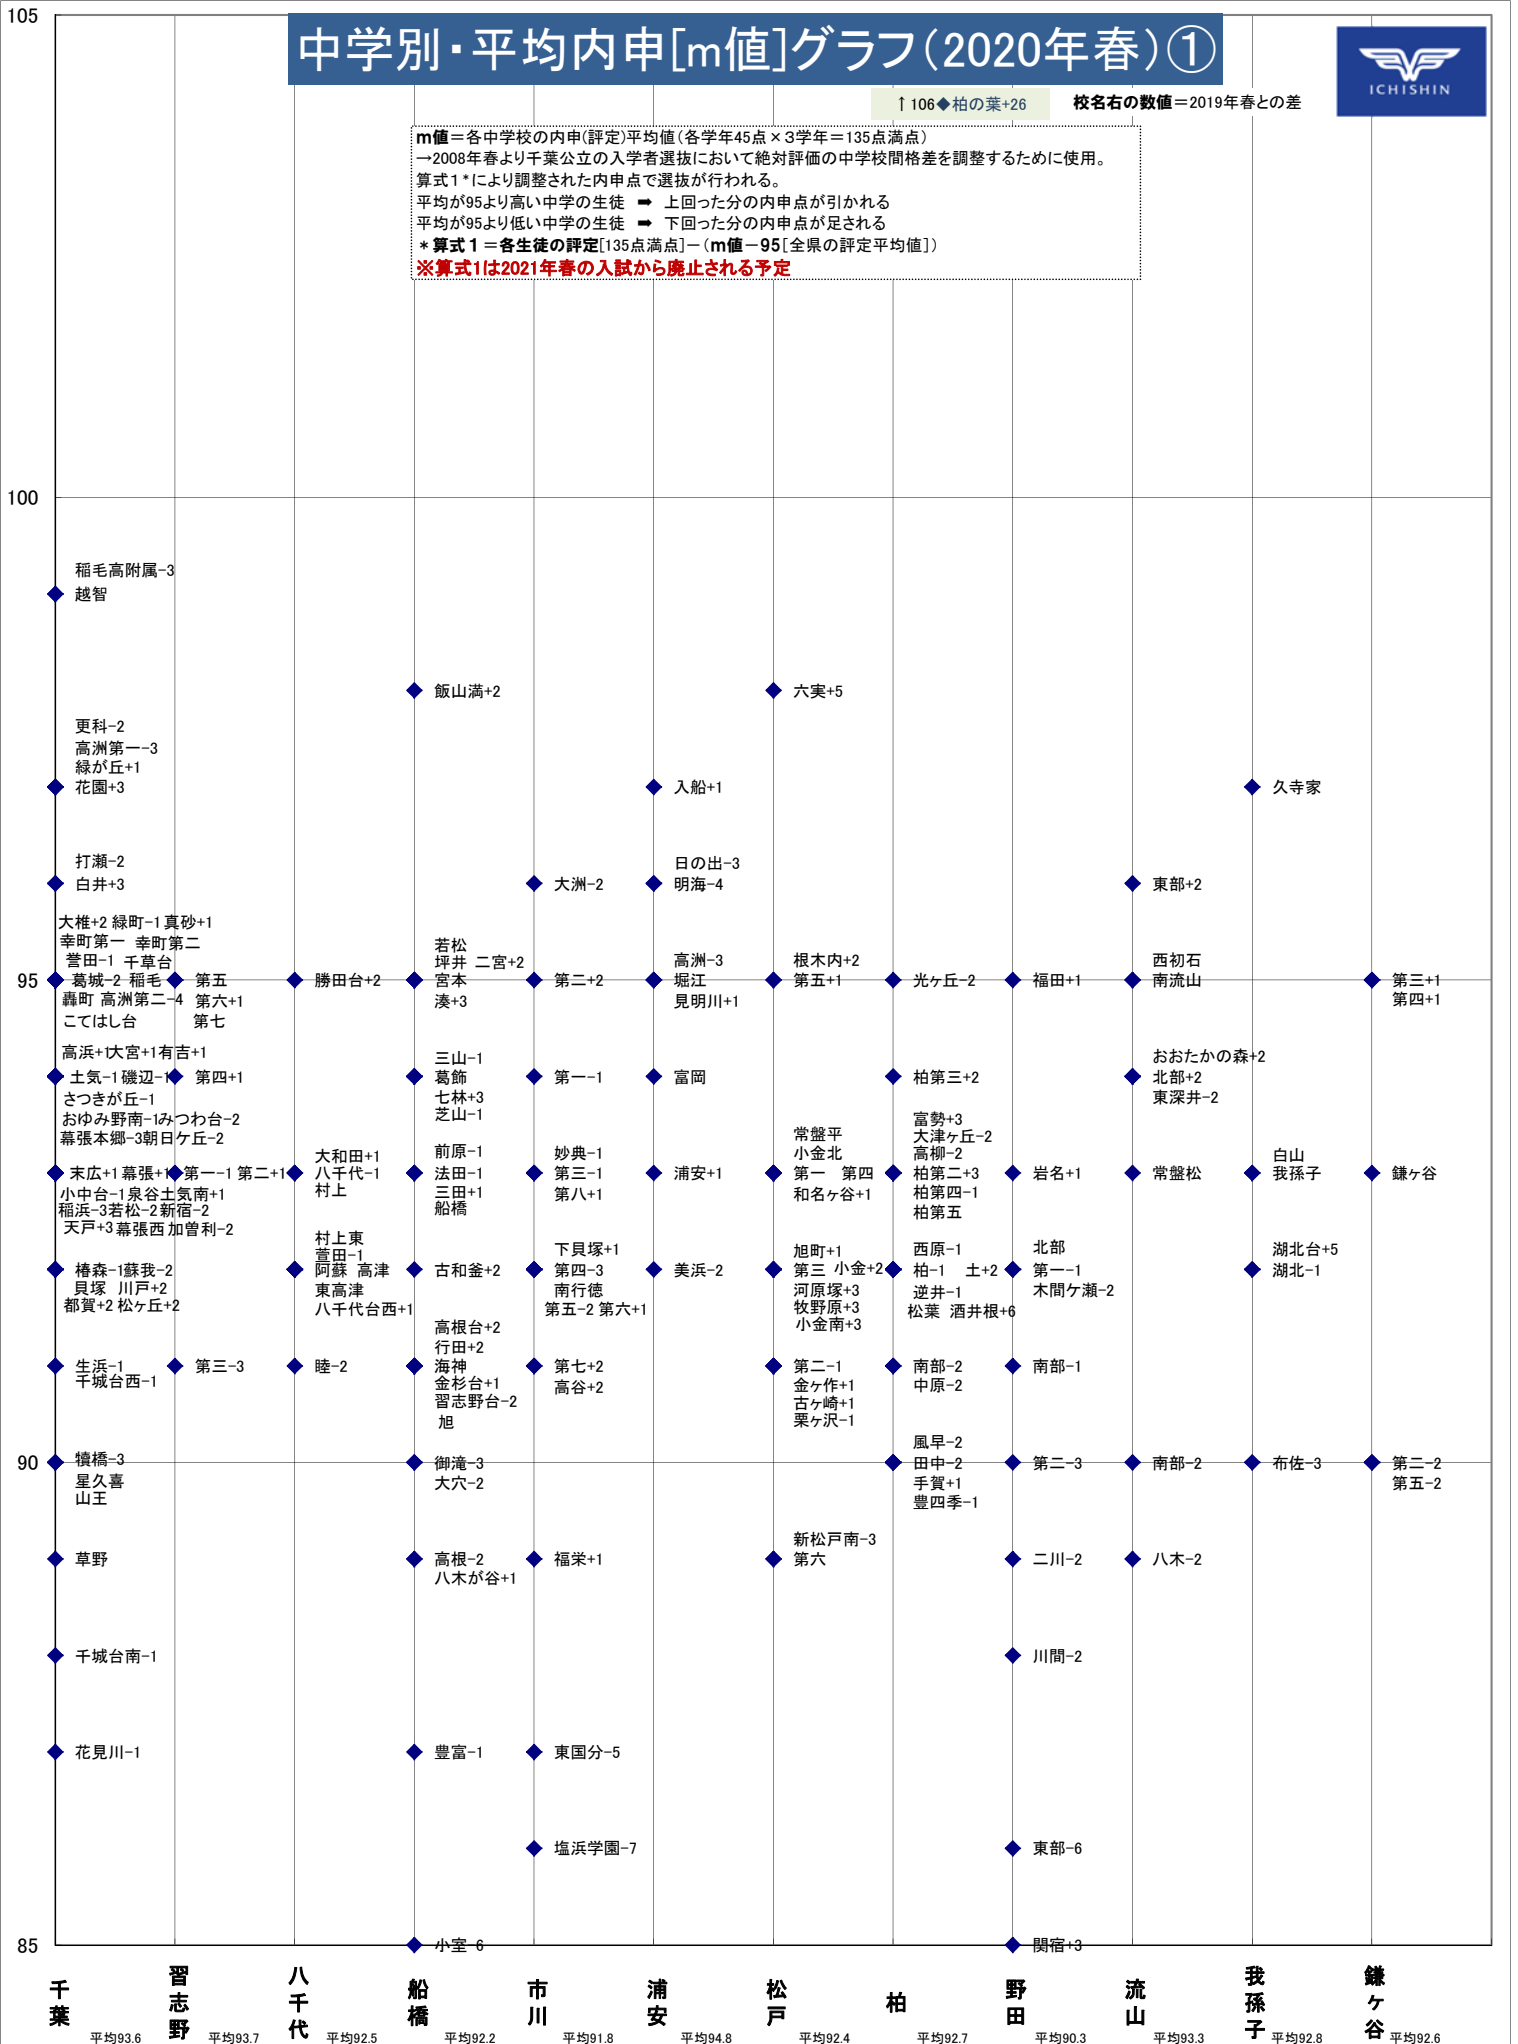 105
中学別・平均内申[m値]グラフ(2020年春)①
ICHISHIN
↑106◆柏の葉+26
校名右の数値＝2019年春との差
m値＝各中学校の内申(評定)平均値(各学年45点×3学年＝135点満点)
→2008年春より千葉公立の入学者選抜において絶対評価の中学校間格差を調整するために使用。
算式1*により調整された内申点で選抜が行われる。
平均が95より高い中学の生徒 ➡ 上回った分の内申点が引かれる
平均が95より低い中学の生徒 ➡ 下回った分の内申点が足される
*算式1＝各生徒の評定[135点満点]－(m値－95[全県の評定平均値])
※算式1は2021年春の入試から廃止される予定
100
稲毛高附属-3
越智
飯山満+2
六実+5
更科-2
高洲第一-3
緑が丘+1
花園+3
入船+1
久寺家
打瀬-2
白井+3
大洲-2
日の出-3
明海-4
東部+2
大椎+2 緑町-1 真砂+1
幸町第一 幸町第二
誉田-1 千草台
95
葛城-2 稲毛
轟町 高洲第二-4
こてはし台
第五
第六+1
第七
勝田台+2
若松
坪井 二宮+2
宮本
湊+3
第二+2
高洲-3
堀江
見明川+1
根木内+2
第五+1
光ヶ丘-2
福田+1
西初石
南流山
第三+1
第四+1
高浜+1大宮+1有吉+1
土気-1 磯辺-1
さつきが丘-1
おゆみ野南-1みつわ台-2
幕張本郷-3朝日ケ丘-2
第四+1
三山-1
葛飾
七林+3
芝山-1
第一-1
富岡
柏第三+2
おおたかの森+2
北部+2
東深井-2
末広+1 幕張+1
小中台-1 泉谷土気南+1
稲浜-3若松-2 新宿-2
天戸+3 幕張西 加曽利-2
第一-1 第二+1
大和田+1
八千代-1
村上
前原-1
法田-1
三田+1
船橋
妙典-1
第三-1
第八+1
浦安+1
常盤平
小金北
第一 第四
和名ヶ谷+1
富勢+3
大津ヶ丘-2
高柳-2
柏第二+3
柏第四-1
柏第五
岩名+1
常盤松
白山
我孫子
鎌ヶ谷
椿森-1蘇我-2
貝塚 川戸+2
都賀+2 松ヶ丘+2
村上東
萱田-1
阿蘇 高津
東高津
八千代台西+1
古和釜+2
下貝塚+1
第四-3
南行徳
第五-2 第六+1
美浜-2
旭町+1
第三 小金+2
河原塚+3
牧野原+3
小金南+3
西原-1
柏-1 土+2
逆井-1
松葉 酒井根+6
北部
第一-1
木間ケ瀬-2
湖北台+5
湖北-1
生浜-1
千城台西-1
第三-3
睦-2
高根台+2
行田+2
海神
金杉台+1
習志野台-2
旭
第七+2
高谷+2
第二-1
金ヶ作+1
古ヶ崎+1
栗ヶ沢-1
南部-2
中原-2
南部-1
90
犢橋-3
星久喜
山王
御滝-3
大穴-2
風早-2
田中-2
手賀+1
豊四季-1
第二-3
南部-2
布佐-3
第二-2
第五-2
草野
高根-2
八木が谷+1
福栄+1
新松戸南-3
第六
二川-2
八木-2
千城台南-1
川間-2
花見川-1
豊富-1
東国分-5
塩浜学園-7
東部-6
85
小室-6
関宿+3
千葉
習志野
八千代
船橋
市川
浦安
松戸
柏
野田
流山
我孫子
鎌ヶ谷
平均93.6
平均93.7
平均92.5
平均92.2
平均91.8
平均94.8
平均92.4
平均92.7
平均90.3
平均93.3
平均92.8
平均92.6